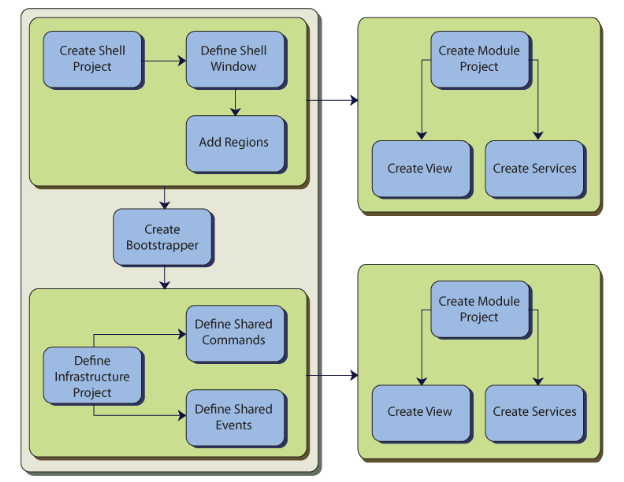 Create Shell
Project
Define Shell
Window
Add Regions
Create
Bootstrapper
Define
Infrastructure
Project
Define Shared
Commands
Define Shared
Events
Create Module
Project
Create View
Create Services
Create Module
Project
Create View
Create Services